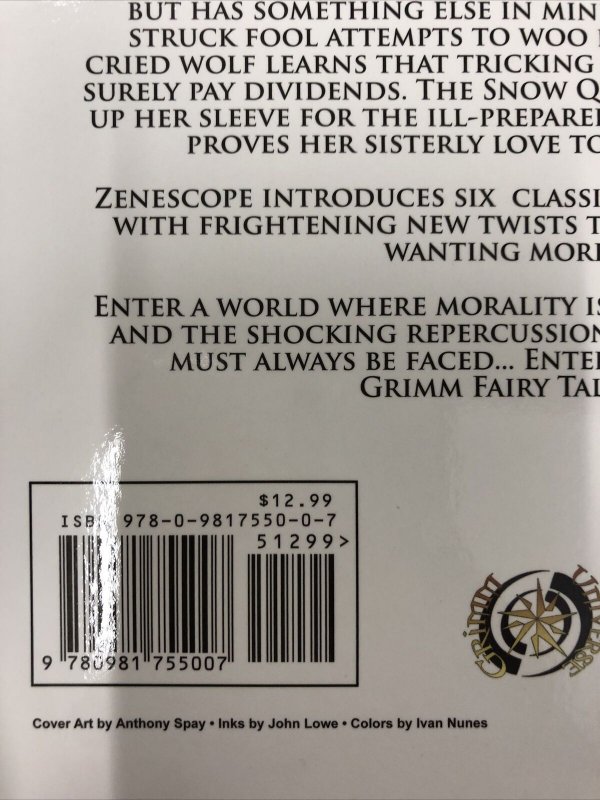 BUT HAS SOMETHING ELSE IN MIN
STRUCK FOOL ATTEMPTS TO WOO
CRIED WOLF LEARNS THAT TRICKING
SURELY PAY DIVIDENDS. THE SNOW Q
UP HER SLEEVE FOR THE ILL-PREPARE
PROVES HER SISTERLY LOVE TO
ZENESCOPE INTRODUCES SIX CLASSI
WITH FRIGHTENING NEW TWISTS T
WANTING MOR
ENTER A WORLD WHERE MORALITY IS
AND THE SHOCKING REPERCUSSION
MUST ALWAYS BE FACED... ENTE
GRIMM FAIRY TAL
$12.99
ISB 978-0-9817550-0-7
51299>
9 780981 755007
GRIMM UNIVERSE
Cover Art by Anthony Spay • Inks by John Lowe • Colors by Ivan Nunes